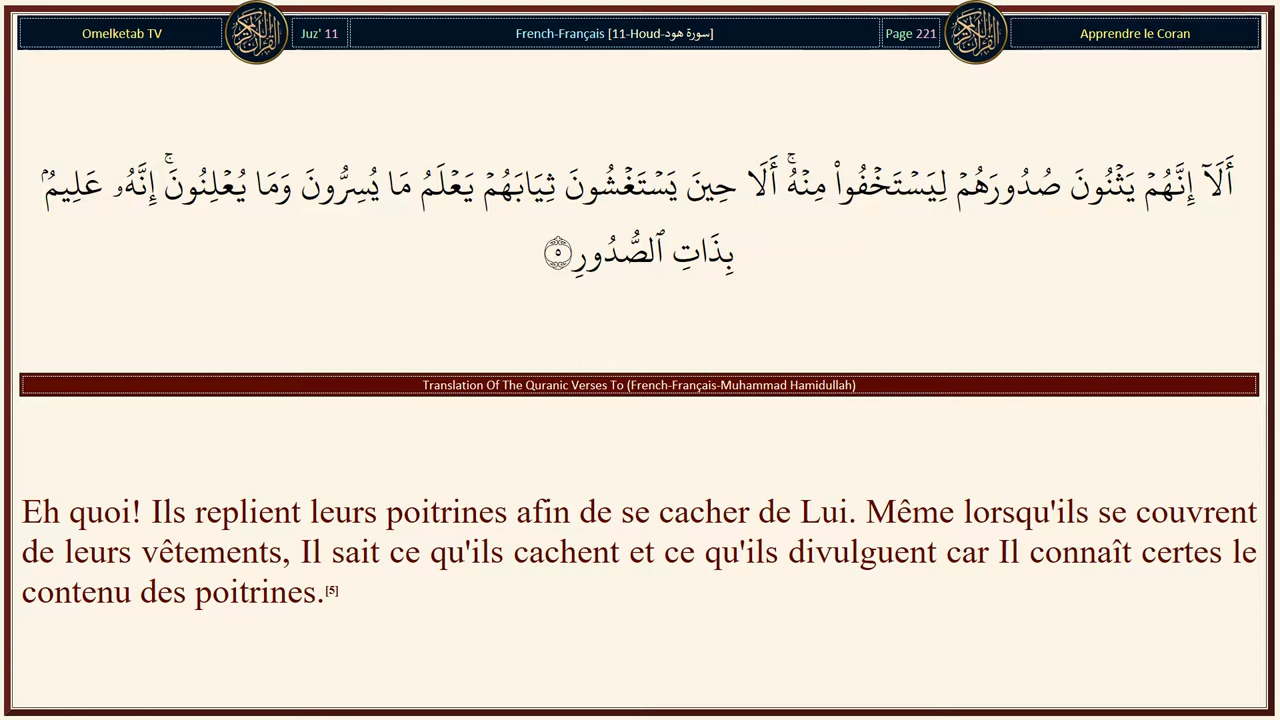 Omelketab TV
Juz' 11
French-Français [11-Houd-سورة هود]
Page 221
Apprendre le Coran
أَلَآ إِنَّهُمۡ يَثۡنُونَ صُدُورَهُمۡ لِيَسۡتَخۡفُواْ مِنۡهُۚ أَلَا حِينَ يَسۡتَغۡشُونَ ثِيَابَهُمۡ يَعۡلَمُ مَا يُسِرُّونَ وَمَا يُعۡلِنُونَۚ إِنَّهُۥ عَلِيمُۢ
بِذَاتِ ٱلصُّدُورِ ٥
Translation Of The Quranic Verses To (French-Français-Muhammad Hamidullah)
Eh quoi! Ils replient leurs poitrines afin de se cacher de Lui. Même lorsqu'ils se couvrent
de leurs vêtements, Il sait ce qu'ils cachent et ce qu'ils divulguent car Il connaît certes le
contenu des poitrines.[5]